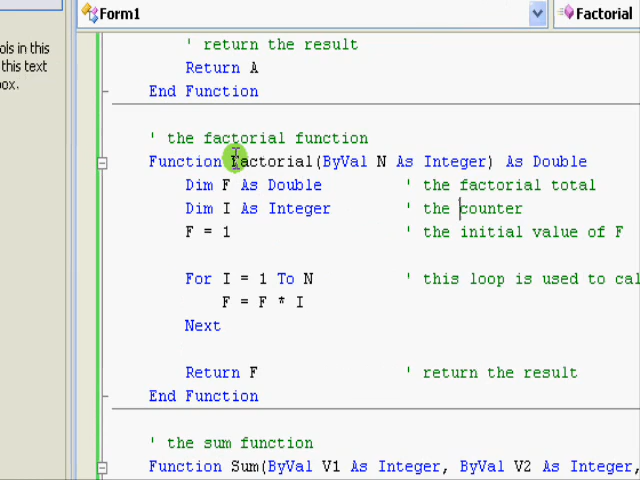 Form1
Factorial
ols in this
this text
ox.
' return the result
Return A
End Function
' the factorial function
Function Factorial(ByVal N As Integer) As Double
Dim F As Double ' the factorial total
Dim I As Integer ' the counter
F = 1 ' the initial value of F
For I = 1 To N ' this loop is used to cal
F = F * I
Next
Return F ' return the result
End Function
' the sum function
Function Sum(ByVal V1 As Integer, ByVal V2 As Integer,